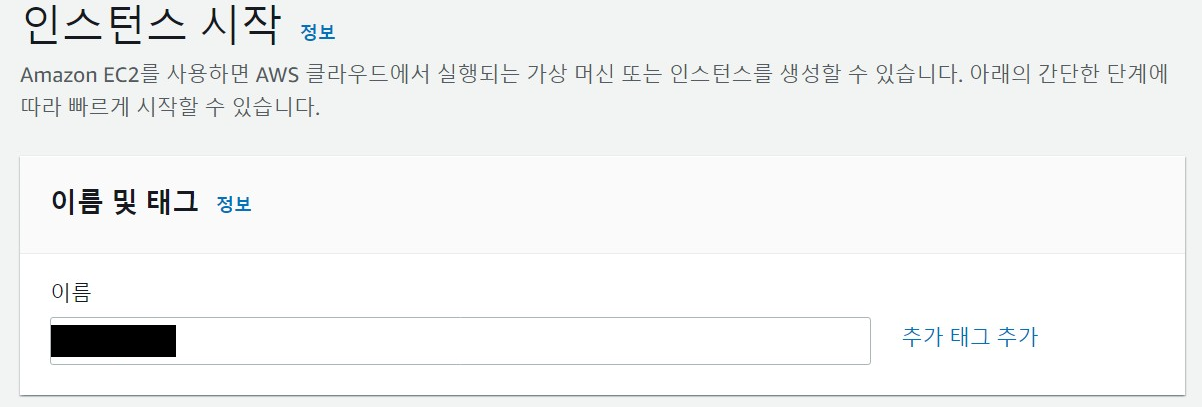 인스턴스 시작 정보
Amazon EC2를 사용하면 AWS 클라우드에서 실행되는 가상 머신 또는 인스턴스를 생성할 수 있습니다. 아래의 간단한 단계에
따라 빠르게 시작할 수 있습니다.
이름 및 태그 정보
이름
추가 태그 추가